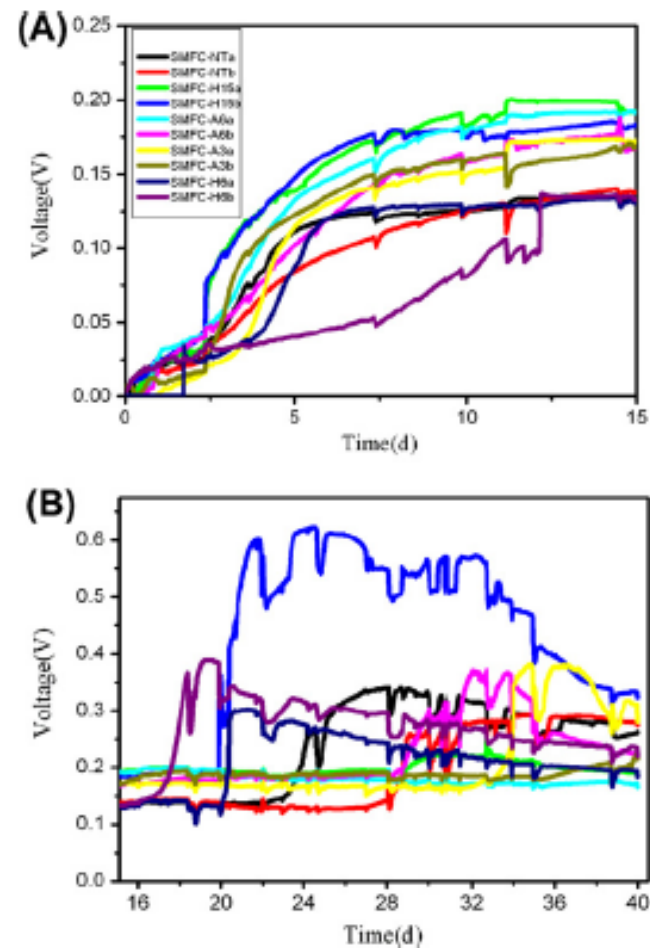 (A)
0.25
0.20
0.15
0.10
0.05
0.00
Voltage(V)
SMFC-NTa
SMFC-NTb
SMFC-H15a
SMFC-H15b
SMFC-A6a
SMFC-A6b
SMFC-A3a
SMFC-A3b
SMFC-H6a
SMFC-H6b
0 5 10 15
Time(d)
(B)
0.6
0.5
0.4
0.3
0.2
0.1
0.0
Voltage(V)
16 20 24 28 32 36 40
Time(d)